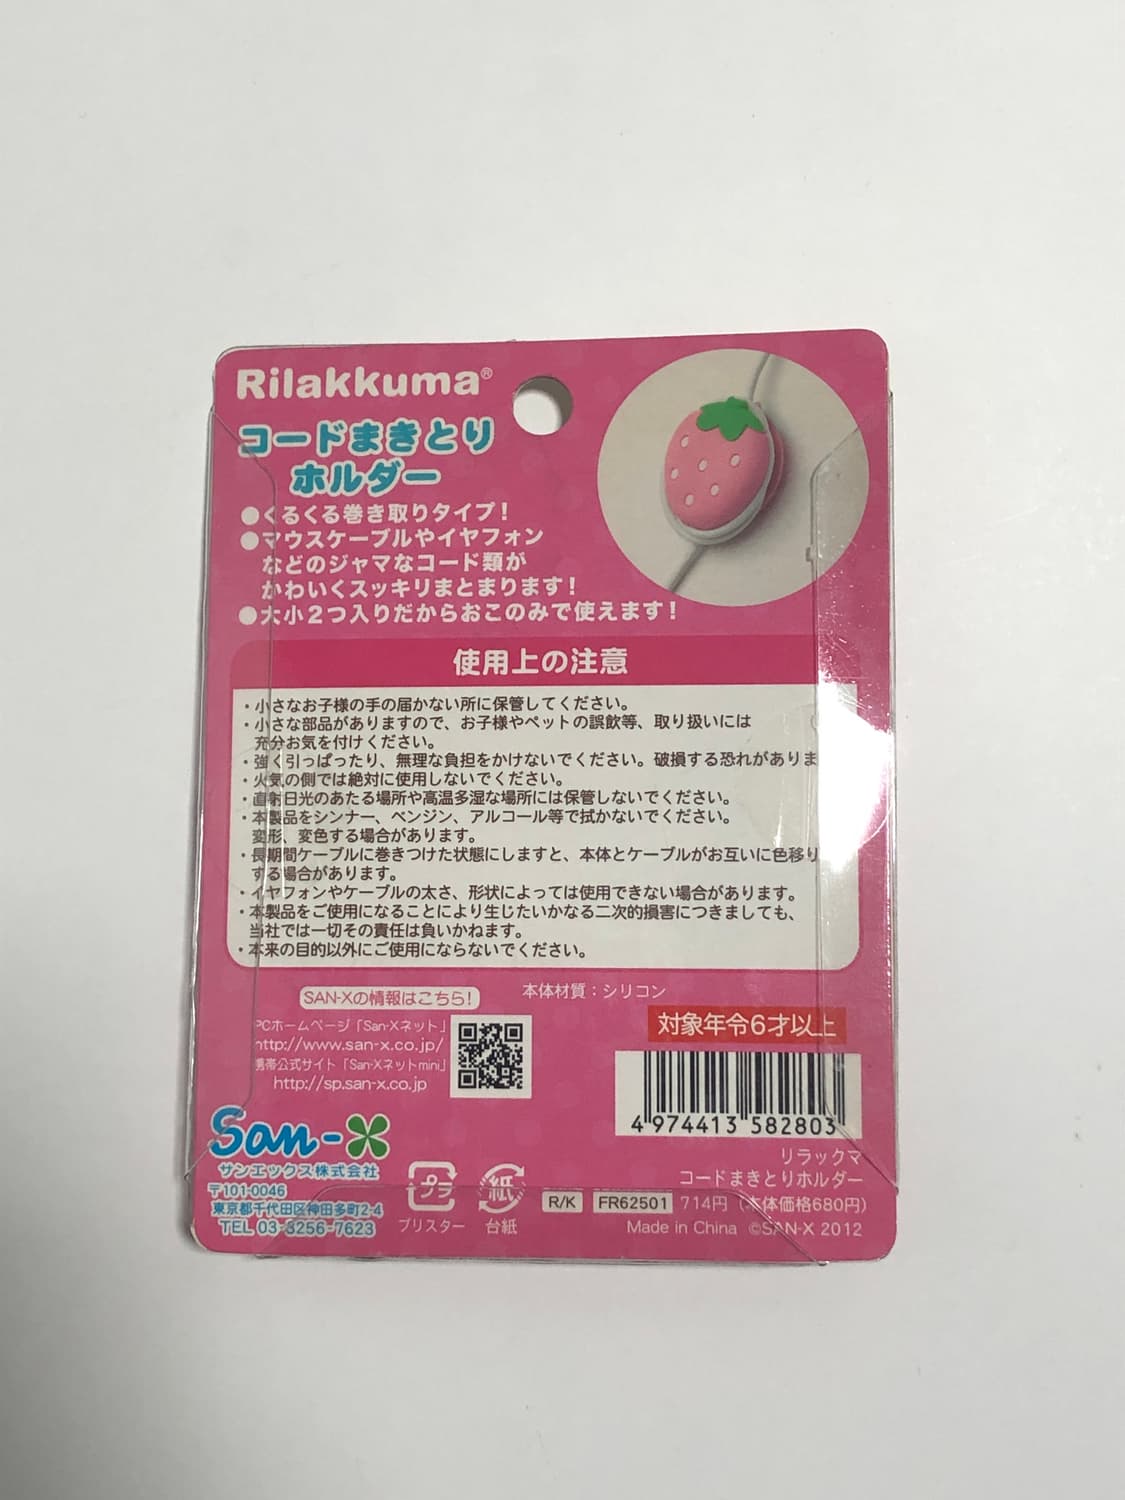 Rilakkuma®
コードまきとり
ホルダー
●くるくる巻き取りタイプ!
●マウスケーブルやイヤフォン
などのジャマなコード類が
かわいくスッキリまとまります!
●大小2つ入りだからおこのみで使えます!
使用上の注意
・小さなお子様の手の届かない所に保管してください。
・小さな部品がありますので、お子様やペットの誤飲等、取り扱いには
充分お気を付けください。
・強く引っぱったり、無理な負担をかけないでください。破損する恐れがありま
・火気の側では絶対に使用しないでください。
・直射日光のあたる場所や高温多湿な場所には保管しないでください。
・本製品をシンナー、ベンジン、アルコール等で拭かないでください。
変形、変色する場合があります。
・長期間ケーブルに巻きつけた状態にしますと、本体とケーブルがお互いに色移り
する場合があります。
・イヤフォンやケーブルの太さ、形状によっては使用できない場合があります。
・本製品をご使用になることにより生じたいかなる二次的損害につきましても、
当社では一切その責任は負いかねます。
・本来の目的以外にご使用にならないでください。
SAN-Xの情報はこちら!
本体材質:シリコン
PCホームページ「San-Xネット」
http://www.san-x.co.jp/
携帯公式サイト「San-Xネットmini」
http://sp.san-x.co.jp
対象年令6才以上
4 974413 582803
San-X
サンエックス株式会社
〒101-0046
東京都千代田区神田多町2-4
TEL 03-3256-7623
プラ
ブリスター
紙
台紙
リラックマ
コードまきとりホルダー
R/K FR62501 714円(本体価格680円)
Made in China ©SAN-X 2012